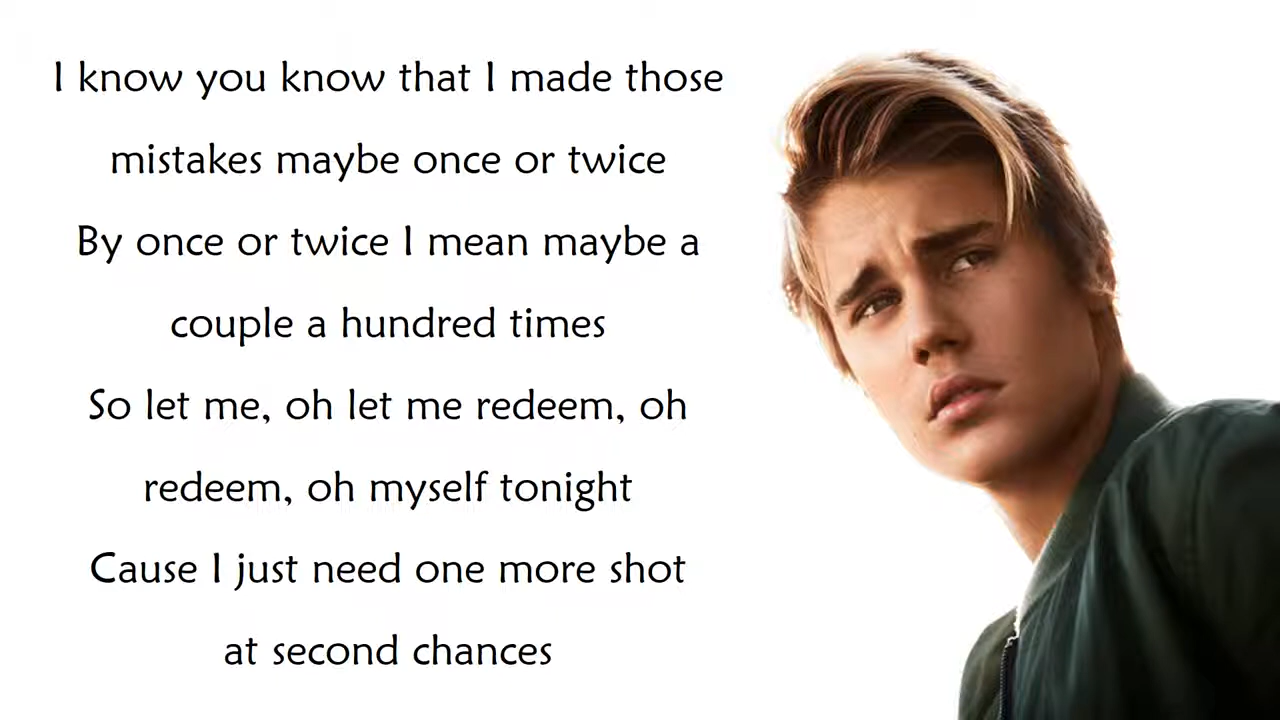 I know you know that I made those
mistakes maybe once or twice
By once or twice I mean maybe a
couple a hundred times
So let me, oh let me redeem, oh
redeem, oh myself tonight
Cause I just need one more shot
at second chances